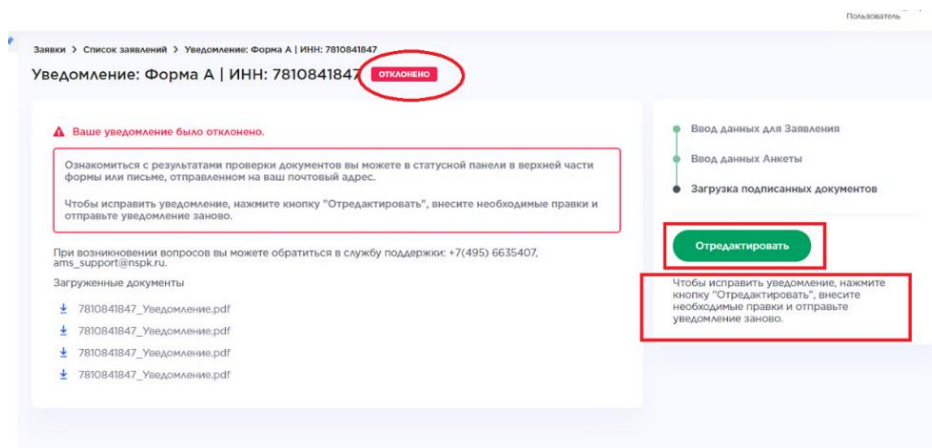 Пользователь
Заявки > Список заявлений > Уведомление: Форма А | ИНН: 7810841847
Уведомление: Форма А | ИНН: 7810841847 ОТКЛОНЕНО
Ваше уведомление было отклонено.
Ознакомиться с результатами проверки документов вы можете в статусной панели в верхней части
формы или письме, отправленном на ваш почтовый адрес.
Чтобы исправить уведомление, нажмите кнопку "Отредактировать", внесите необходимые правки и
отправьте уведомление заново.
При возникновении вопросов вы можете обратиться в службу поддержки: +7(495) 6635407,
ams_support@nspk.ru.
Загруженные документы
7810841847_Уведомление.pdf
7810841847_Уведомление.pdf
7810841847_Уведомление.pdf
7810841847_Уведомление.pdf
Ввод данных для Заявления
Ввод данных Анкеты
Загрузка подписанных документов
Отредактировать
Чтобы исправить уведомление, нажмите
кнопку "Отредактировать", внесите
необходимые правки и отправьте
уведомление заново.